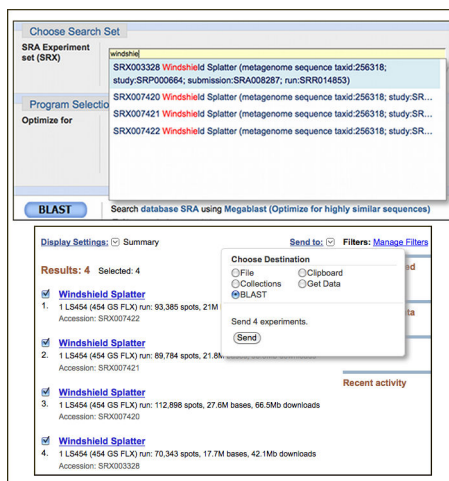 Choose Search Set
SRA Experiment set (SRX)
windshie
SRX003328 Windshield Splatter (metagenome sequence taxid:256318;
study:SRP000664; submission:SRA008287; run:SRR014853)
SRX007420 Windshield Splatter (metagenome sequence taxid:256318; study:SR...
SRX007421 Windshield Splatter (metagenome sequence taxid:256318; study:SR...
SRX007422 Windshield Splatter (metagenome sequence taxid:256318; study:SR...
Program Selectio
Optimize for
BLAST
Search database SRA using Megablast (Optimize for highly similar sequences)
Display Settings: Summary
Send to: Filters: Manage Filters
Choose Destination
File Clipboard
Collections Get Data
BLAST
Send 4 experiments.
Send
Results: 4 Selected: 4
Windshield Splatter
1. 1 LS454 (454 GS FLX) run: 93,385 spots, 21M
Accession: SRX007422
Windshield Splatter
2. 1 LS454 (454 GS FLX) run: 89,784 spots, 21.8M
Accession: SRX007421
Recent activity
Windshield Splatter
3. 1 LS454 (454 GS FLX) run: 112,898 spots, 27.6M bases, 66.5Mb downloads
Accession: SRX007420
Windshield Splatter
4. 1 LS454 (454 GS FLX) run: 70,343 spots, 17.7M bases, 42.1Mb downloads
Accession: SRX003328